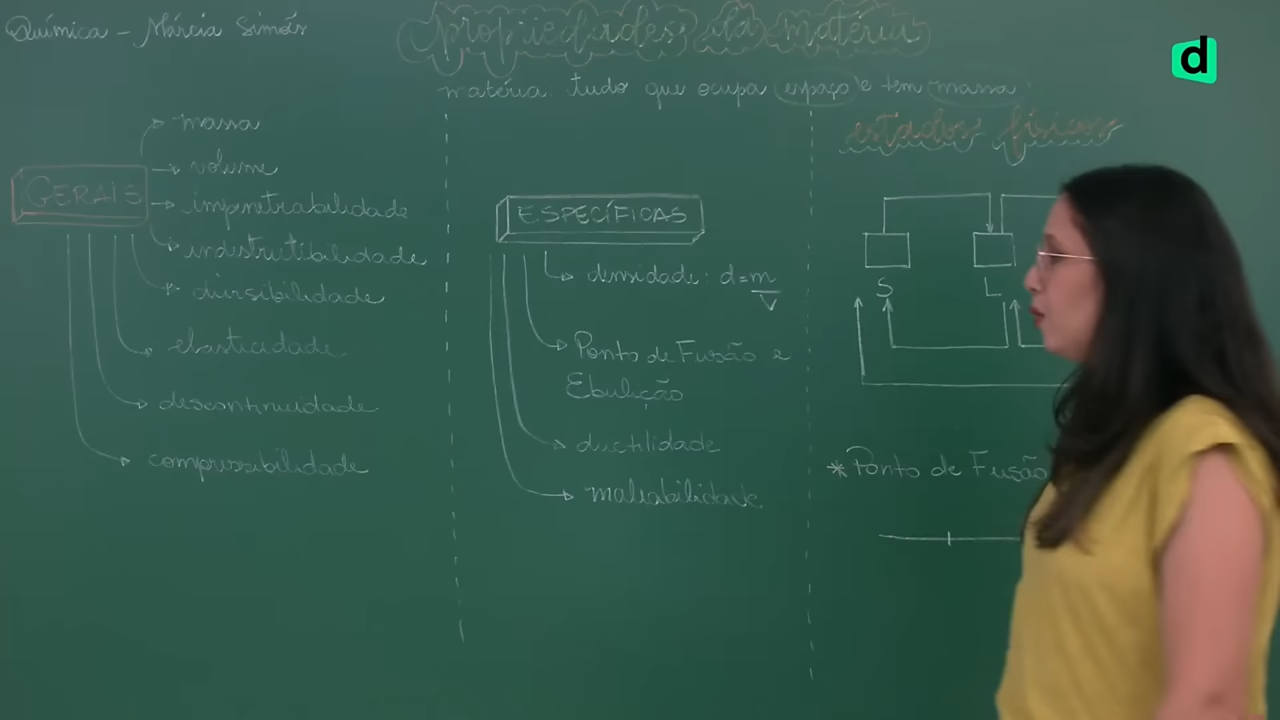 Química - Márcia Simões
propriedades da matéria
matéria: tudo que ocupa espaço e tem massa.
GERAIS
massa
volume
impenetrabilidade
indestrutibilidade
divisibilidade
elasticidade
descontinuidade
compressibilidade
ESPECÍFICAS
densidade: d=m/V
Ponto de Fusão e
Ebulição
ductilidade
maleabilidade
estados físicos
S L
* Ponto de Fusão
d